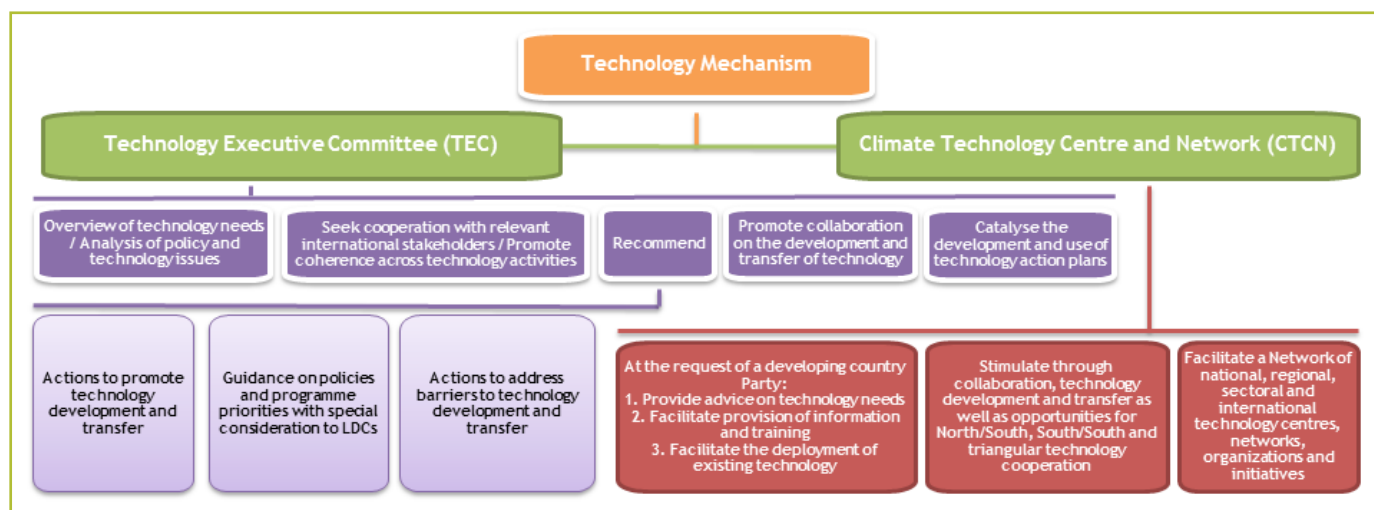 Technology Mechanism
Technology Executive Committee (TEC)
Climate Technology Centre and Network (CTCN)
Overview of technology needs
/ Analysis of policy and
technology issues
Seek cooperation with relevant
international stakeholders / Promote
coherence across technology activities
Recommend
Promote collaboration
on the development and
transfer of technology
Catalyse the
development and use of
technology action plans
Actions to promote
technology
development and
transfer
Guidance on policies
and programme
priorities with special
consideration to LDCs
Actions to address
barriers to technology
development and
transfer
At the request of a developing country
Party:
1. Provide advice on technology needs
2. Facilitate provision of information
and training
3. Facilitate the deployment of
existing technology
Stimulate through
collaboration, technology
development and transfer as
well as opportunities for
North/South, South/South and
triangular technology
cooperation
Facilitate a Network of
national, regional,
sectoral and
international
technology centres,
networks,
organizations and
initiatives